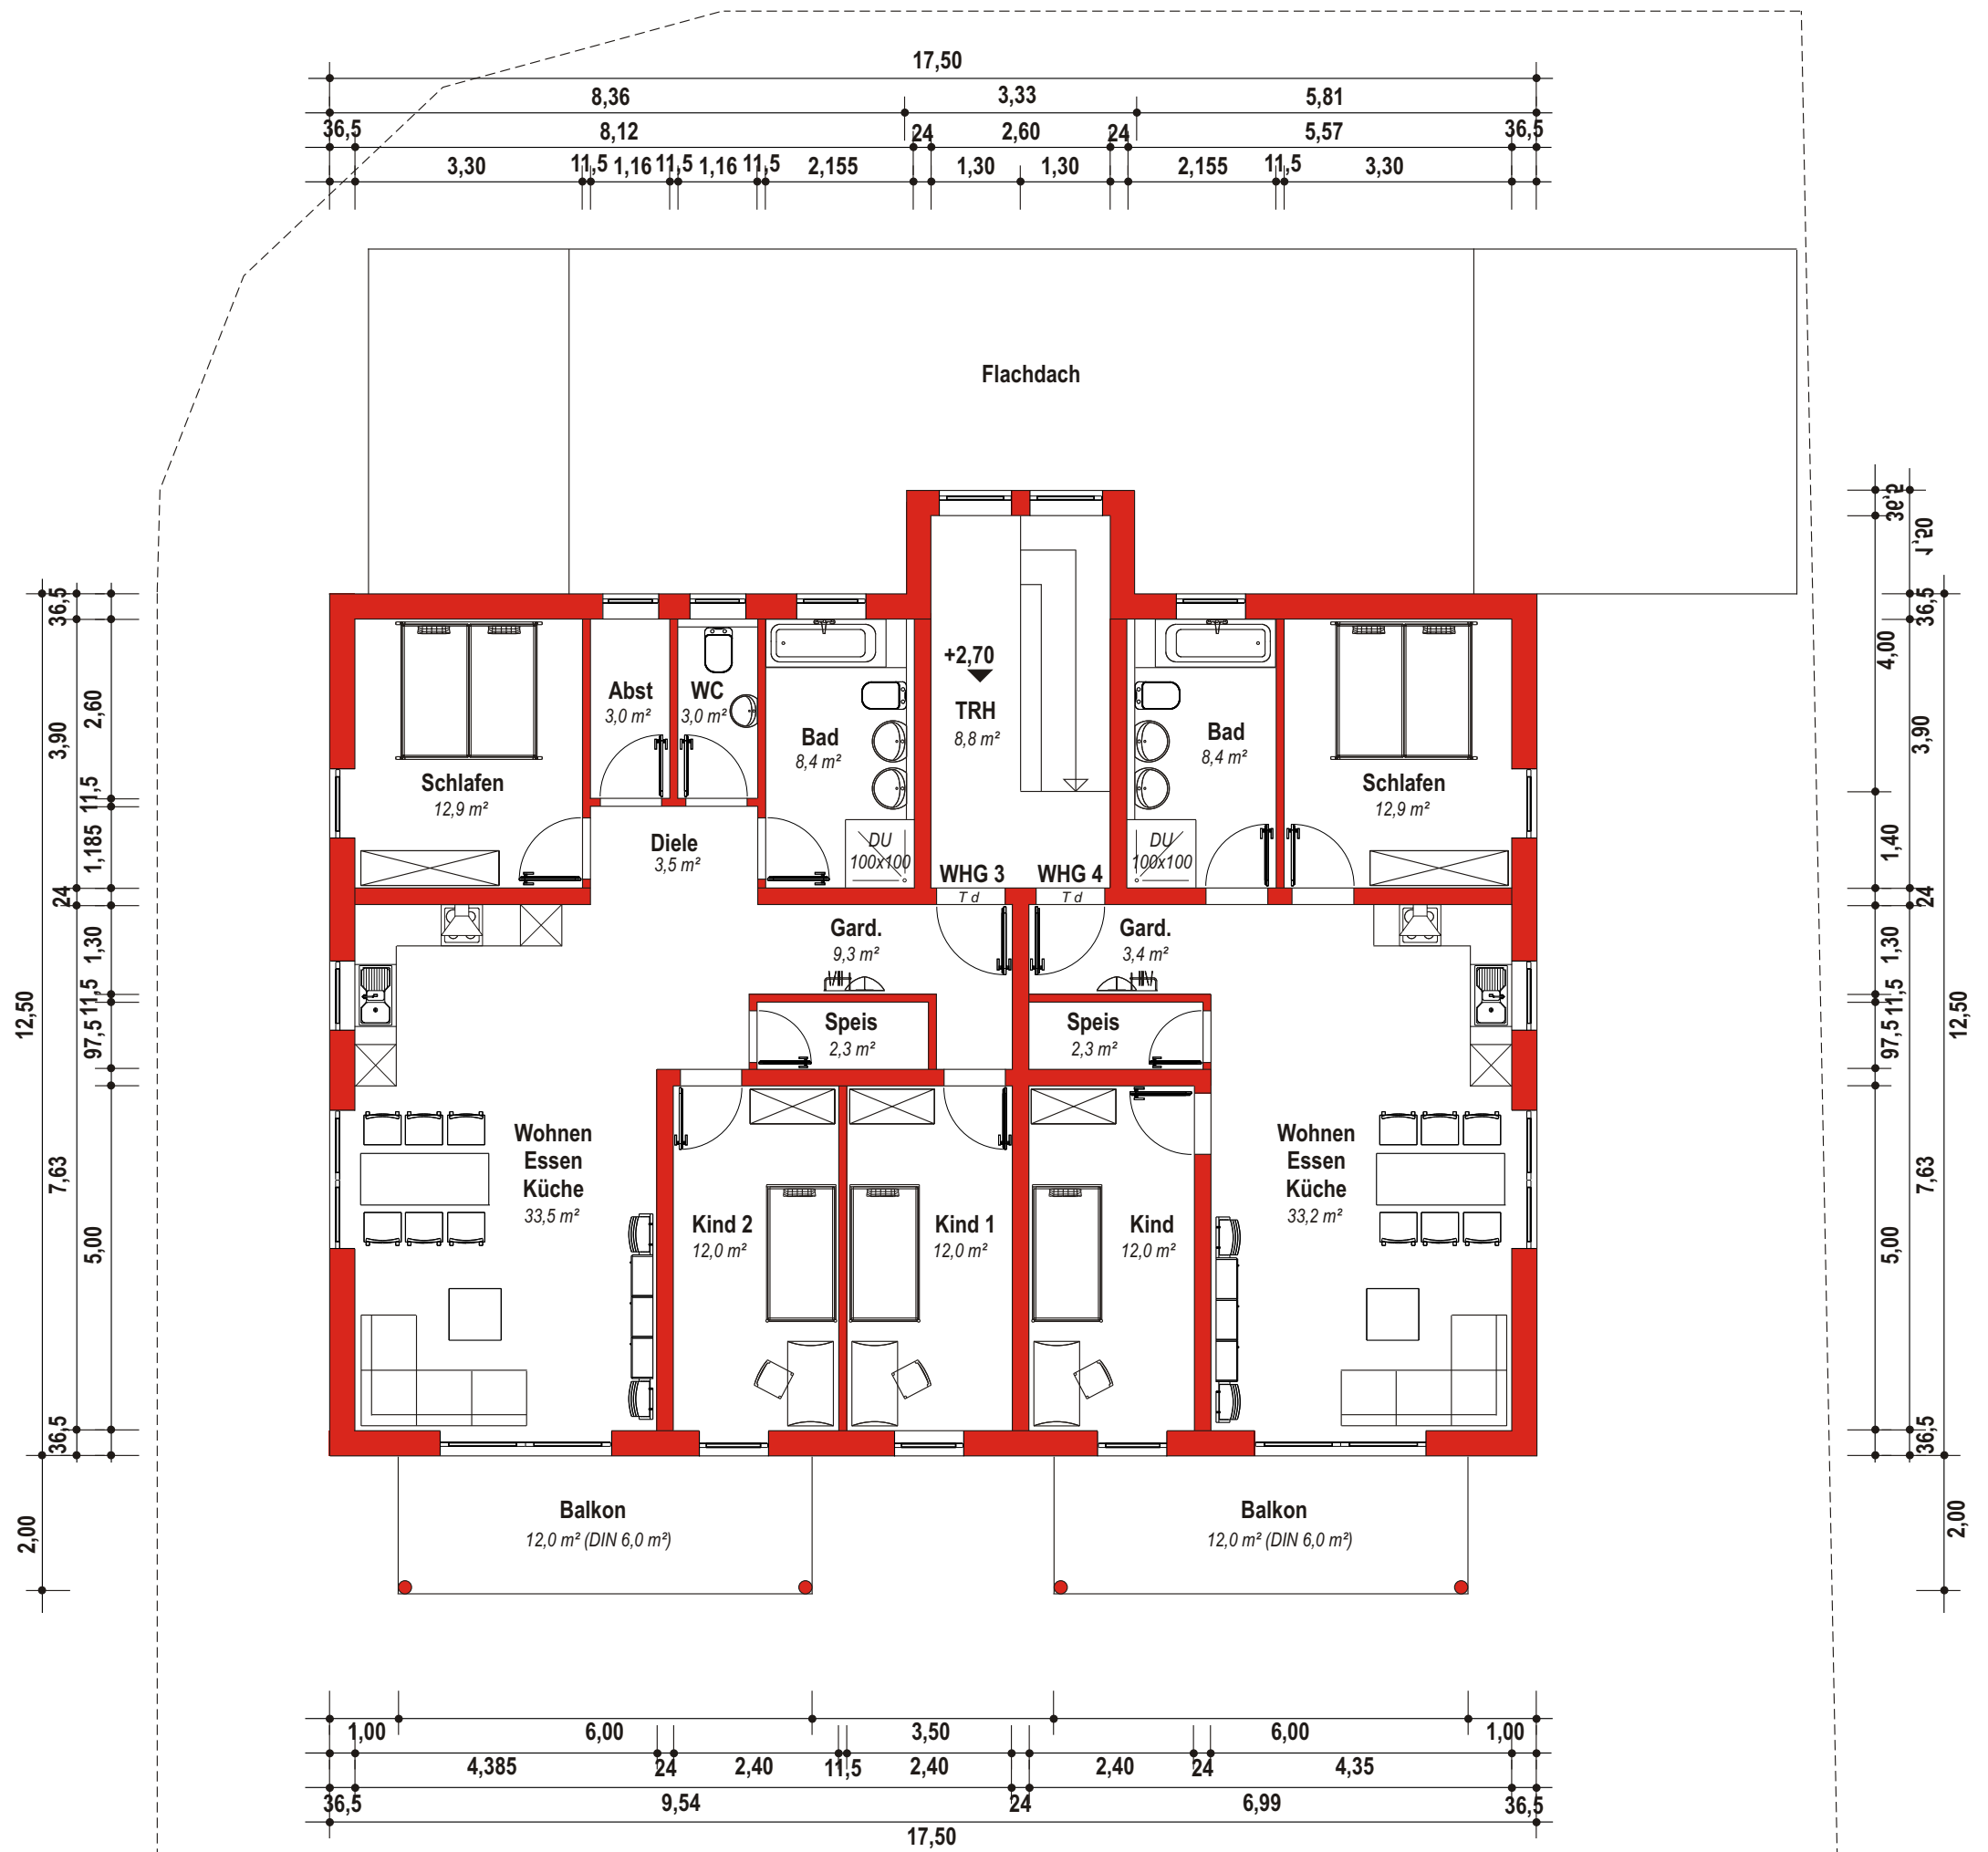 17,50
8,36 3,33 5,81
36,5 8,12 24 2,60 24 5,57 36,5
3,30 11,5 1,16 11,5 1,16 11,5 2,155 1,30 1,30 2,155 11,5 3,30
Flachdach
36,5
1,50
36,5
4,00
3,90
1,40
24
1,30
11,5
97,5
12,50
7,63
5,00
36,5
2,00
36,5
2,60
3,90
11,5
1,185
24
1,30
11,5
97,5
12,50
7,63
5,00
36,5
2,00
+2,70
TRH
8,8 m²
Abst
3,0 m²
WC
3,0 m²
Bad
8,4 m²
Bad
8,4 m²
Schlafen
12,9 m²
Schlafen
12,9 m²
Diele
3,5 m²
DU
100x100
DU
100x100
WHG 3
T d
WHG 4
T d
Gard.
9,3 m²
Gard.
3,4 m²
Speis
2,3 m²
Speis
2,3 m²
Wohnen
Essen
Küche
33,5 m²
Kind 2
12,0 m²
Kind 1
12,0 m²
Kind
12,0 m²
Wohnen
Essen
Küche
33,2 m²
Balkon
12,0 m² (DIN 6,0 m²)
Balkon
12,0 m² (DIN 6,0 m²)
1,00 6,00 3,50 6,00 1,00
4,385 24 2,40 11,5 2,40 2,40 24 4,35
36,5 9,54 24 6,99 36,5
17,50